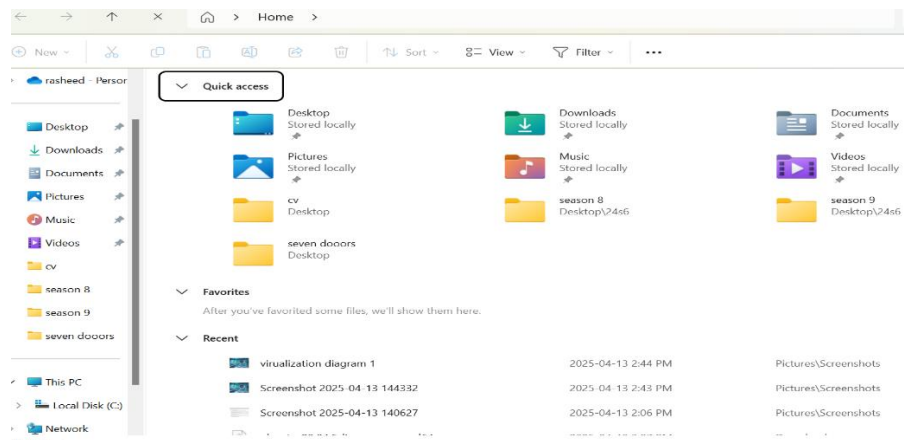 Home
New
Sort
View
Filter
rasheed - Persor
Desktop
Downloads
Documents
Pictures
Music
Videos
cv
season 8
season 9
seven dooors
This PC
Local Disk (C:)
Network
Quick access
Desktop
Stored locally
Downloads
Stored locally
Documents
Stored locally
Pictures
Stored locally
Music
Stored locally
Videos
Stored locally
cv
Desktop
season 8
Desktop\24s6
season 9
Desktop\24s6
seven dooors
Desktop
Favorites
After you've favorited some files, we'll show them here.
Recent
virualization diagram 1 2025-04-13 2:44 PM Pictures\Screenshots
Screenshot 2025-04-13 144332 2025-04-13 2:43 PM Pictures\Screenshots
Screenshot 2025-04-13 140627 2025-04-13 2:06 PM Pictures\Screenshots